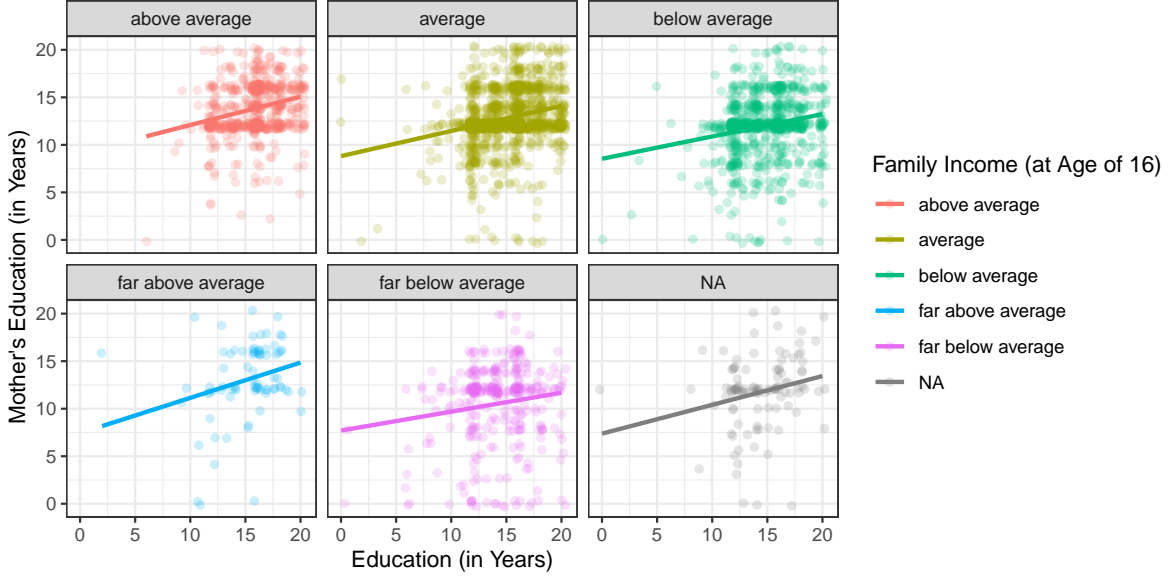 above average
average
below average
20
15
10
5
0
far above average
far below average
NA
20
15
10
5
0
0 5 10 15 20
0 5 10 15 20
0 5 10 15 20
Mother's Education (in Years)
Education (in Years)
Family Income (at Age of 16)
above average
average
below average
far above average
far below average
NA